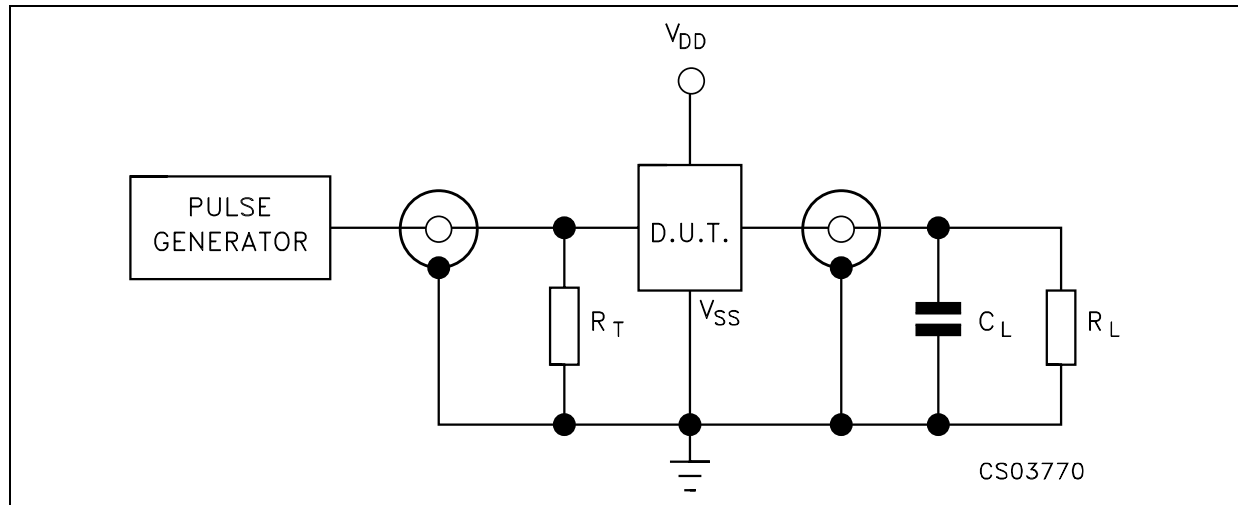 VDD
PULSE
GENERATOR
D.U.T.
VSS
RT
CL
RL
CS03770